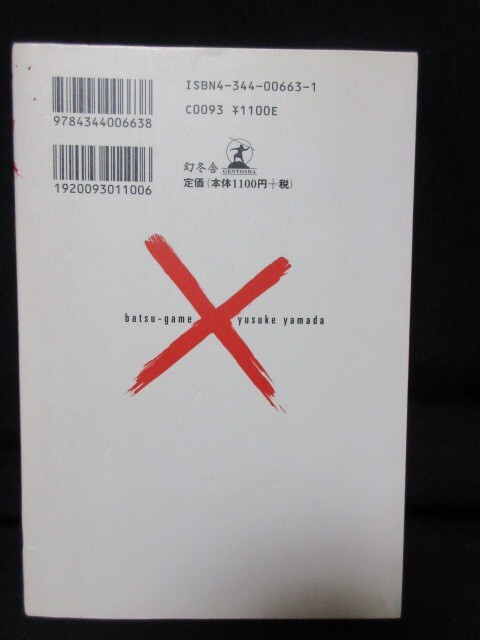 ISBN4-344-00663-1
9784344006638
C0093 ¥1100E
幻冬舎
GENTOSHA
1920093011006
定価(本体1100円+税)
batsu-game yusuke yamada